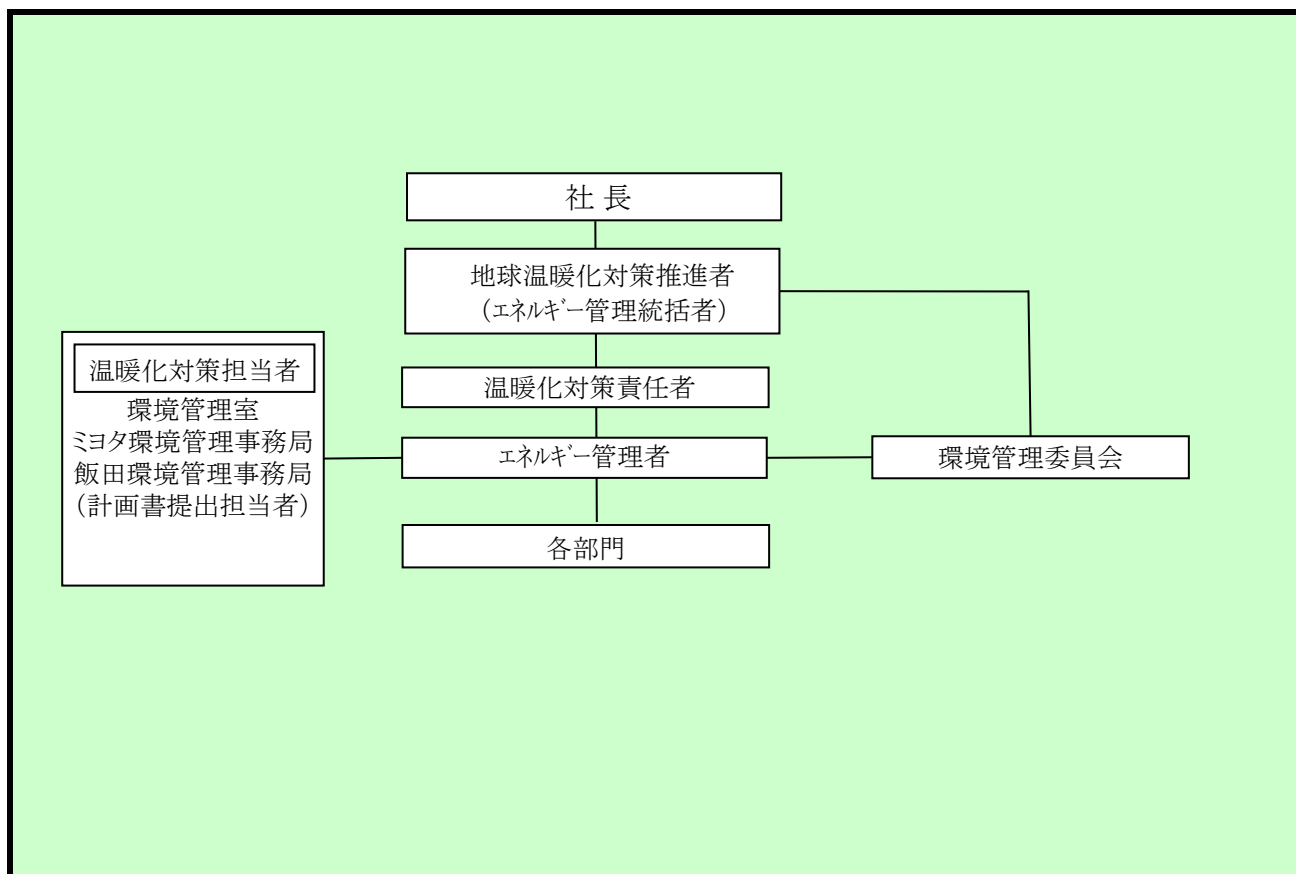 社 長
地球温暖化対策推進者
(エネルギー管理統括者)
温暖化対策担当者
環境管理室
ミヨタ環境管理事務局
飯田環境管理事務局
(計画書提出担当者)
温暖化対策責任者
エネルギー管理者
環境管理委員会
各部門